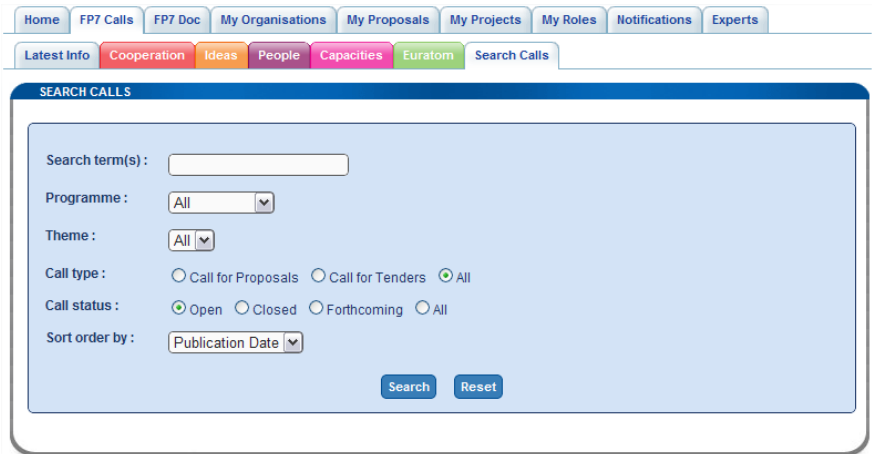 Home FP7 Calls FP7 Doc My Organisations My Proposals My Projects My Roles Notifications Experts
Latest Info Cooperation Ideas People Capacities Euratom Search Calls
SEARCH CALLS
Search term(s) :
Programme : All
Theme : All
Call type : Call for Proposals Call for Tenders All
Call status : Open Closed Forthcoming All
Sort order by : Publication Date
Search Reset